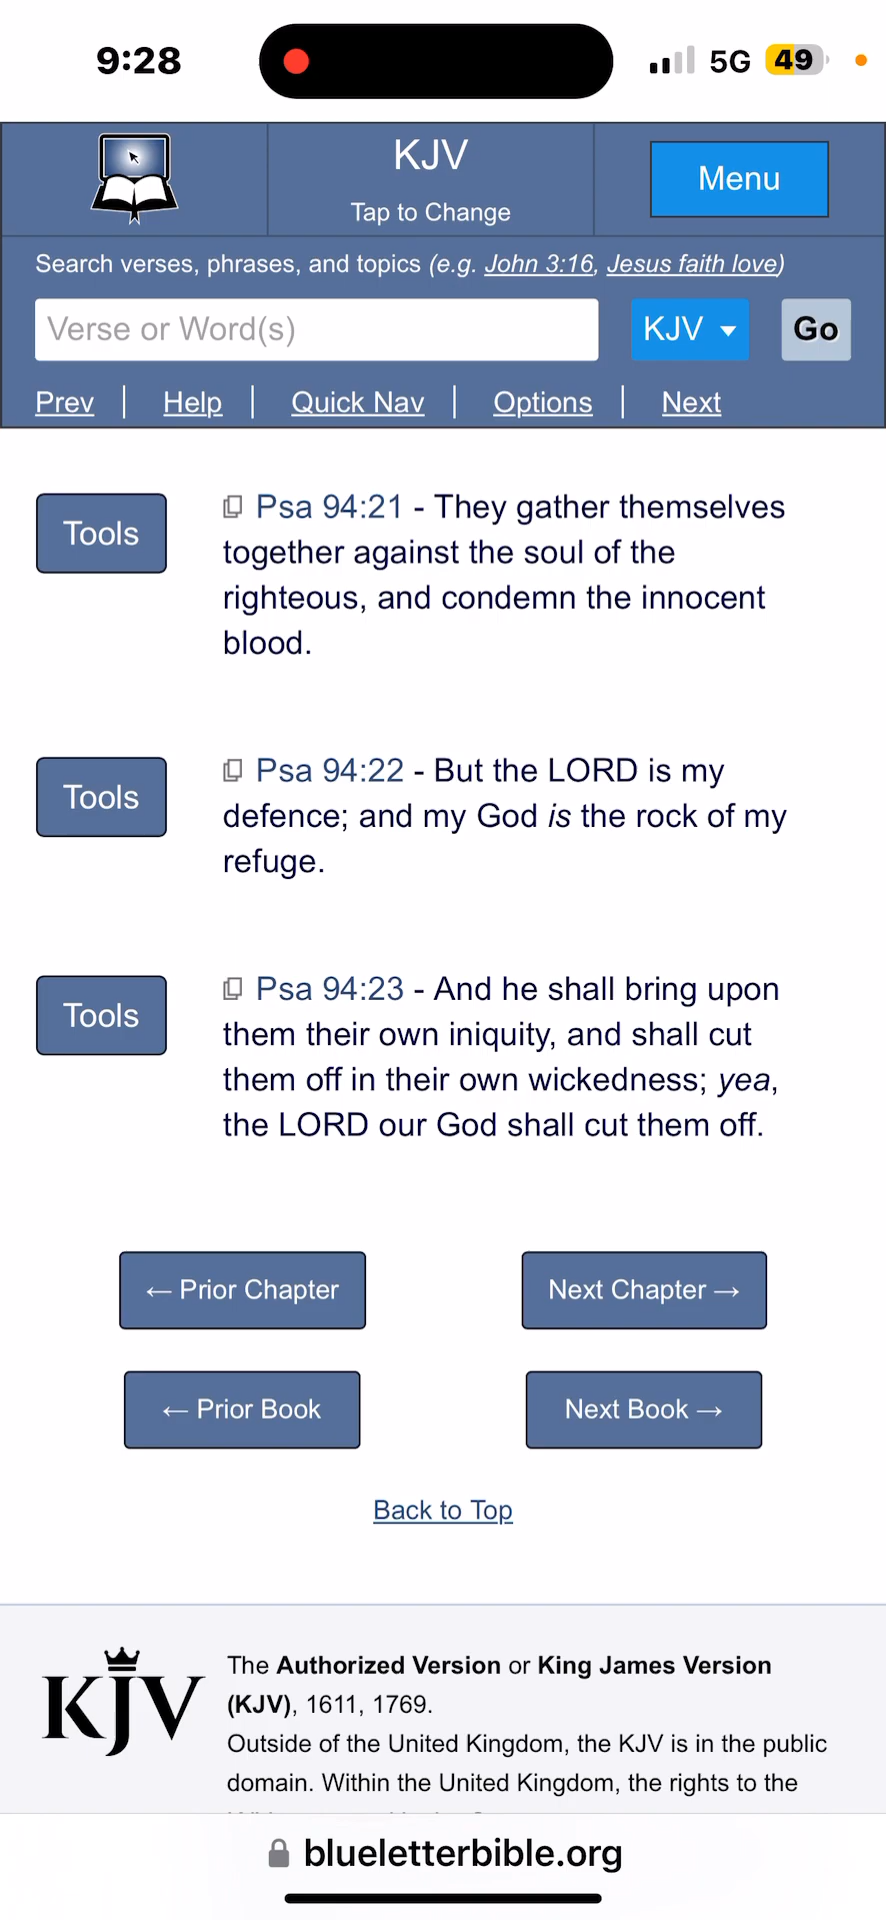 9:28
5G
49
KJV
Tap to Change
Menu
Search verses, phrases, and topics (e.g. John 3:16, Jesus faith love)
Verse or Word(s)
KJV
Go
Prev | Help | Quick Nav | Options | Next
Tools
Psa 94:21 - They gather themselves
together against the soul of the
righteous, and condemn the innocent
blood.
Tools
Psa 94:22 - But the LORD is my
defence; and my God is the rock of my
refuge.
Tools
Psa 94:23 - And he shall bring upon
them their own iniquity, and shall cut
them off in their own wickedness; yea,
the LORD our God shall cut them off.
← Prior Chapter
Next Chapter →
← Prior Book
Next Book →
Back to Top
KJV
The Authorized Version or King James Version
(KJV), 1611, 1769.
Outside of the United Kingdom, the KJV is in the public
domain. Within the United Kingdom, the rights to the
blueletterbible.org